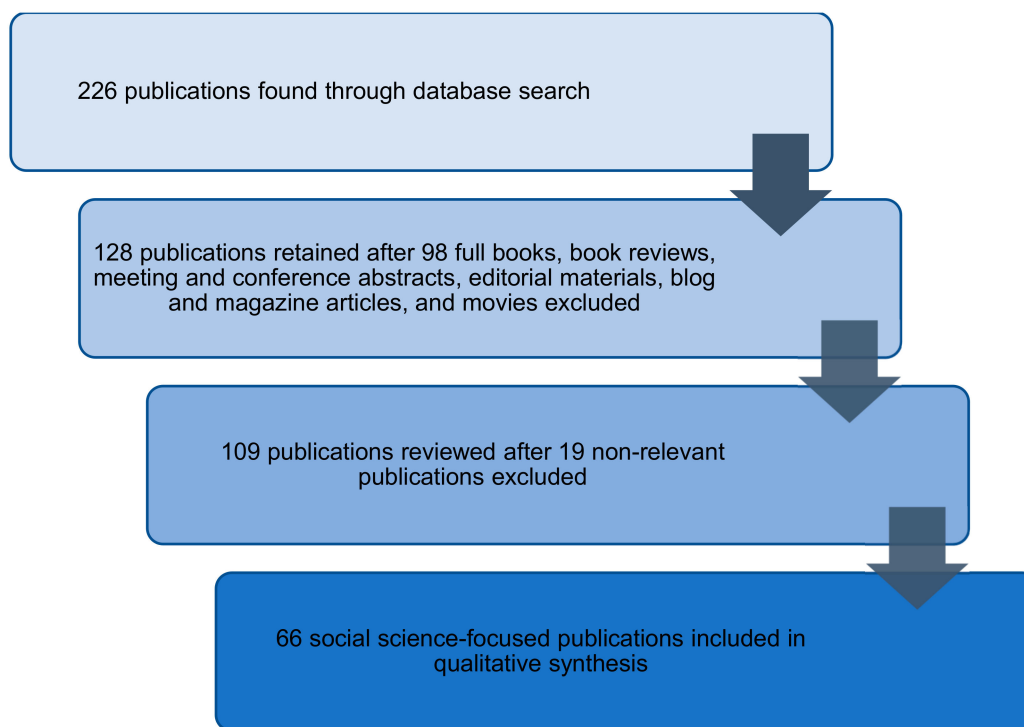 226 publications found through database search
128 publications retained after 98 full books, book reviews,
meeting and conference abstracts, editorial materials, blog
and magazine articles, and movies excluded
109 publications reviewed after 19 non-relevant
publications excluded
66 social science-focused publications included in
qualitative synthesis